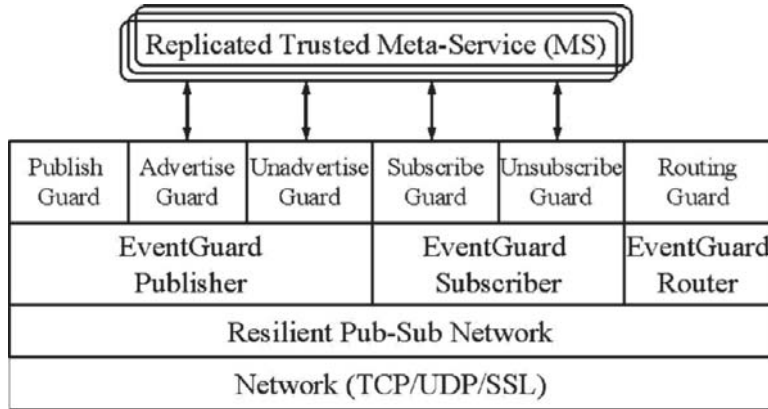 Replicated Trusted Meta-Service (MS)
Publish Advertise Unadvertise Subscribe Unsubscribe Routing
Guard Guard Guard Guard Guard Guard
EventGuard EventGuard EventGuard
Publisher Subscriber Router
Resilient Pub-Sub Network
Network (TCP/UDP/SSL)